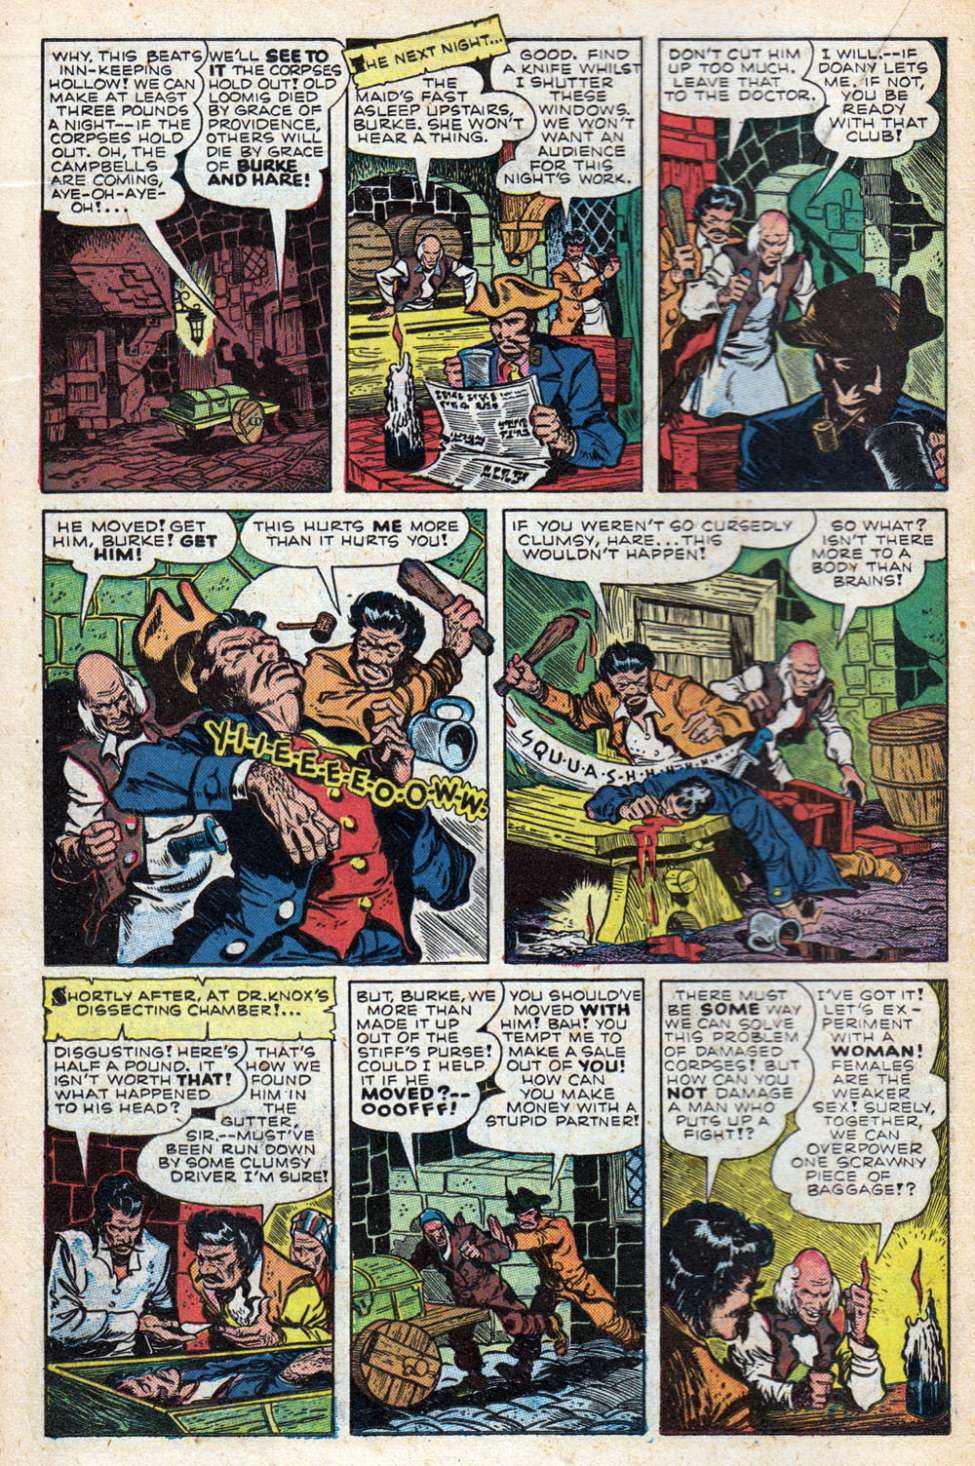 WHY, THIS BEATS
INN-KEEPING
HOLLOW! WE CAN
MAKE AT LEAST
THREE POUNDS
A NIGHT--IF THE
CORPSES HOLD
OUT. OH, THE
CAMPBELLS
ARE COMING,
AYE-OH-AYE-
OH!...
WE'LL SEE TO
IT THE CORPSES
HOLD OUT! OLD
LOOMIS DIED
BY GRACE OF
PROVIDENCE,
OTHERS WILL
DIE BY GRACE
OF BURKE
AND HARE!
THE NEXT NIGHT...
THE
MAID'S FAST
ASLEEP UPSTAIRS,
BURKE. SHE WON'T
HEAR A THING.
GOOD. FIND
A KNIFE WHILST
I SHUTTER
THESE
WINDOWS.
WE WON'T
WANT AN
AUDIENCE
FOR THIS
NIGHT'S WORK.
DON'T CUT HIM
UP TOO MUCH.
LEAVE THAT
TO THE DOCTOR.
I WILL.--IF
DOANY LETS
ME. IF NOT,
YOU BE
READY
WITH THAT
CLUB!
HE MOVED! GET
HIM, BURKE! GET
HIM!
THIS HURTS ME MORE
THAN IT HURTS YOU!
Y-I-I-E-E-E-E-E-O-O-W-W-
IF YOU WEREN'T SO CURSEDLY
CLUMSY, HARE...THIS
WOULDN'T HAPPEN!
SO WHAT?
ISN'T THERE
MORE TO A
BODY THAN
BRAINS!
SQ-U-U-A-S-H-H-H-H-H-H-
SHORTLY AFTER, AT DR. KNOX'S
DISSECTING CHAMBER!...
DISGUSTING! HERE'S
HALF A POUND. IT
ISN'T WORTH THAT!
WHAT HAPPENED
TO HIS HEAD?
THAT'S
HOW WE
FOUND
HIM IN
THE
GUTTER,
SIR.--MUST'VE
BEEN RUN DOWN
BY SOME CLUMSY
DRIVER I'M SURE!
BUT, BURKE, WE
MORE THAN
MADE IT UP
OUT OF THE
STIFF'S PURSE!
COULD I HELP
IT IF HE
MOVED?--
OOOFFF!
YOU SHOULD'VE
MOVED WITH
HIM! BAH! YOU
TEMPT ME TO
MAKE A SALE
OUT OF YOU!
HOW CAN
YOU MAKE
MONEY WITH A
STUPID PARTNER!
THERE MUST
BE SOME WAY
WE CAN SOLVE
THIS PROBLEM
OF DAMAGED
CORPSES! BUT
HOW CAN YOU
NOT DAMAGE
A MAN WHO
PUTS UP A
FIGHT!?
I'VE GOT IT!
LET'S EX-
PERIMENT
WITH A
WOMAN!
FEMALES
ARE THE
WEAKER
SEX! SURELY,
TOGETHER,
WE CAN
OVERPOWER
ONE SCRAWNY
PIECE OF
BAGGAGE!?